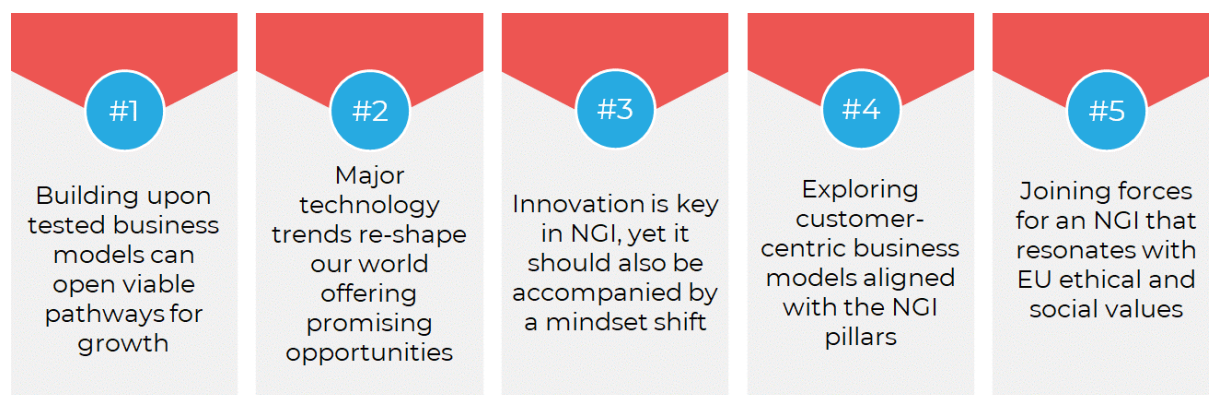 #1
Building upon
tested business
models can
open viable
pathways for
growth
#2
Major
technology
trends re-shape
our world
offering
promising
opportunities
#3
Innovation is key
in NGI, yet it
should also be
accompanied by
a mindset shift
#4
Exploring
customer-
centric business
models aligned
with the NGI
pillars
#5
Joining forces
for an NGI that
resonates with
EU ethical and
social values